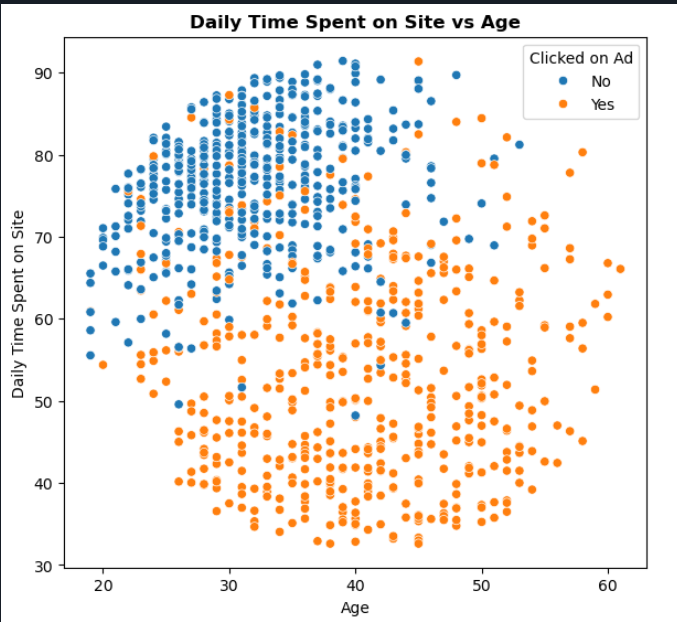 Daily Time Spent on Site vs Age
Clicked on Ad
No
Yes
Daily Time Spent on Site
90
80
70
60
50
40
30
20
30
40
50
60
Age